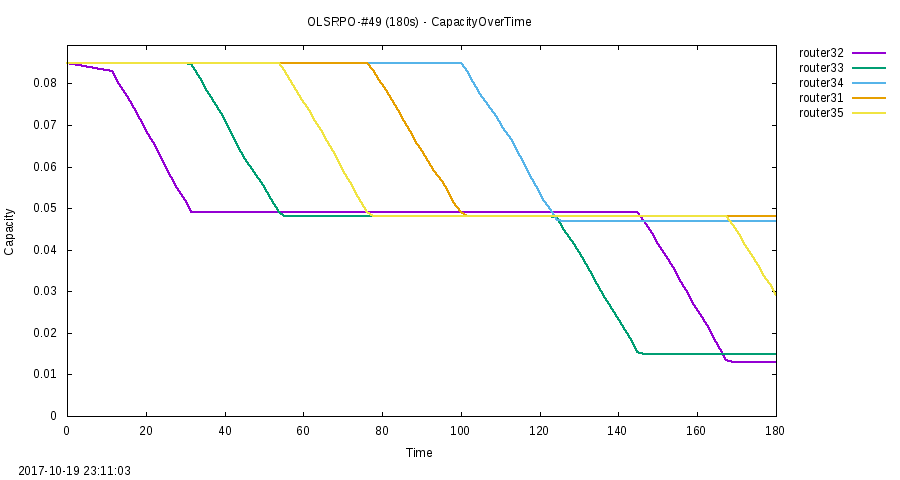 OLSRPO-#49 (180s) - CapacityOverTime
router32
router33
router34
router31
router35
0.08
0.07
0.06
0.05
0.04
0.03
0.02
0.01
0
Capacity
0 20 40 60 80 100 120 140 160 180
Time
2017-10-19 23:11:03